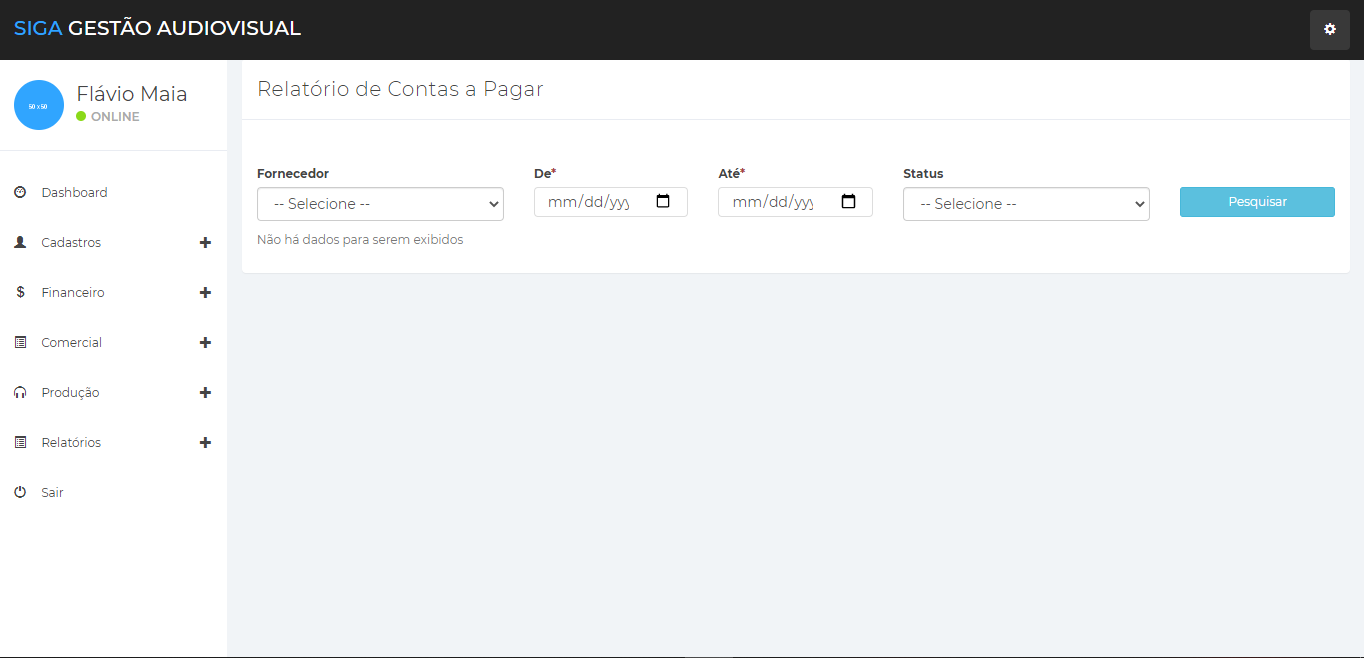 SIGA GESTÃO AUDIOVISUAL
50 x 50
Flávio Maia
ONLINE
Relatório de Contas a Pagar
Dashboard
Cadastros
Financeiro
Comercial
Produção
Relatórios
Sair
Fornecedor De* Até* Status
-- Selecione -- mm/dd/yyy mm/dd/yyy -- Selecione -- Pesquisar
Não há dados para serem exibidos